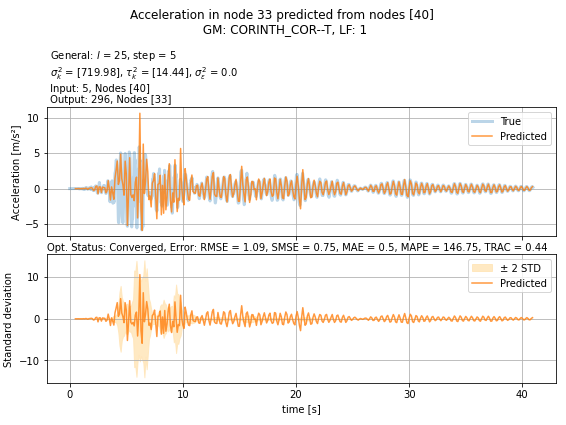 Acceleration in node 33 predicted from nodes [40]
GM: CORINTH_COR--T, LF: 1
General: l = 25, step = 5
σ²ₖ = [719.98], τ²ₖ = [14.44], σ²ε = 0.0
Input: 5, Nodes [40]
Output: 296, Nodes [33]
Acceleration [m/s²]
10
5
0
−5
True
Predicted
Opt. Status: Converged, Error: RMSE = 1.09, SMSE = 0.75, MAE = 0.5, MAPE = 146.75, TRAC = 0.44
Standard deviation
10
0
−10
± 2 STD
Predicted
0 10 20 30 40
time [s]